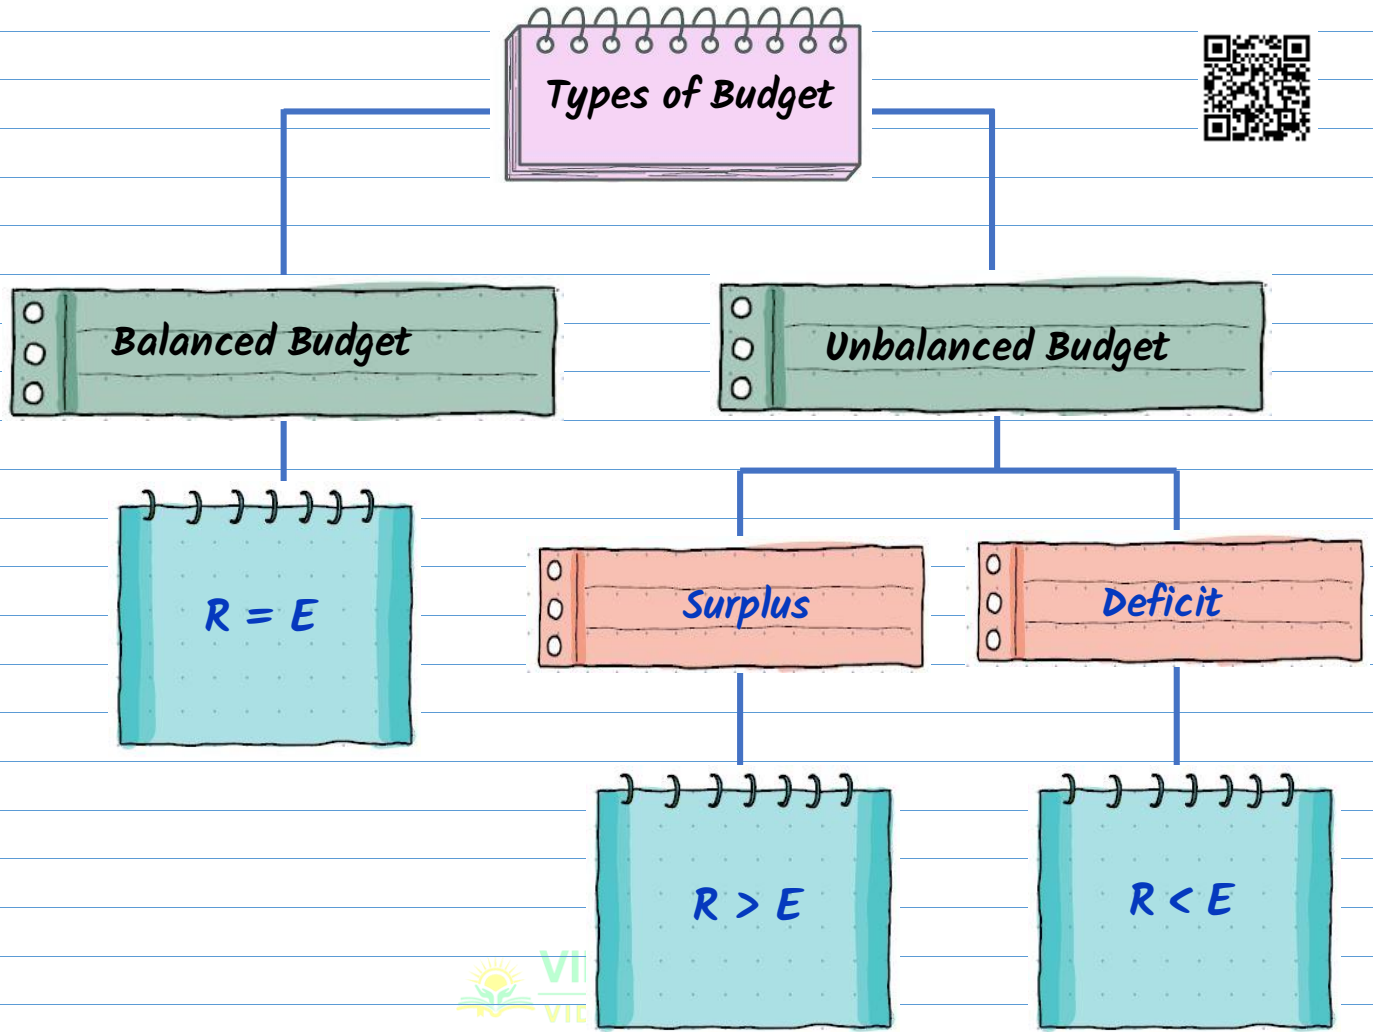 Types of Budget
Balanced Budget
Unbalanced Budget
R = E
Surplus
Deficit
R > E
R < E